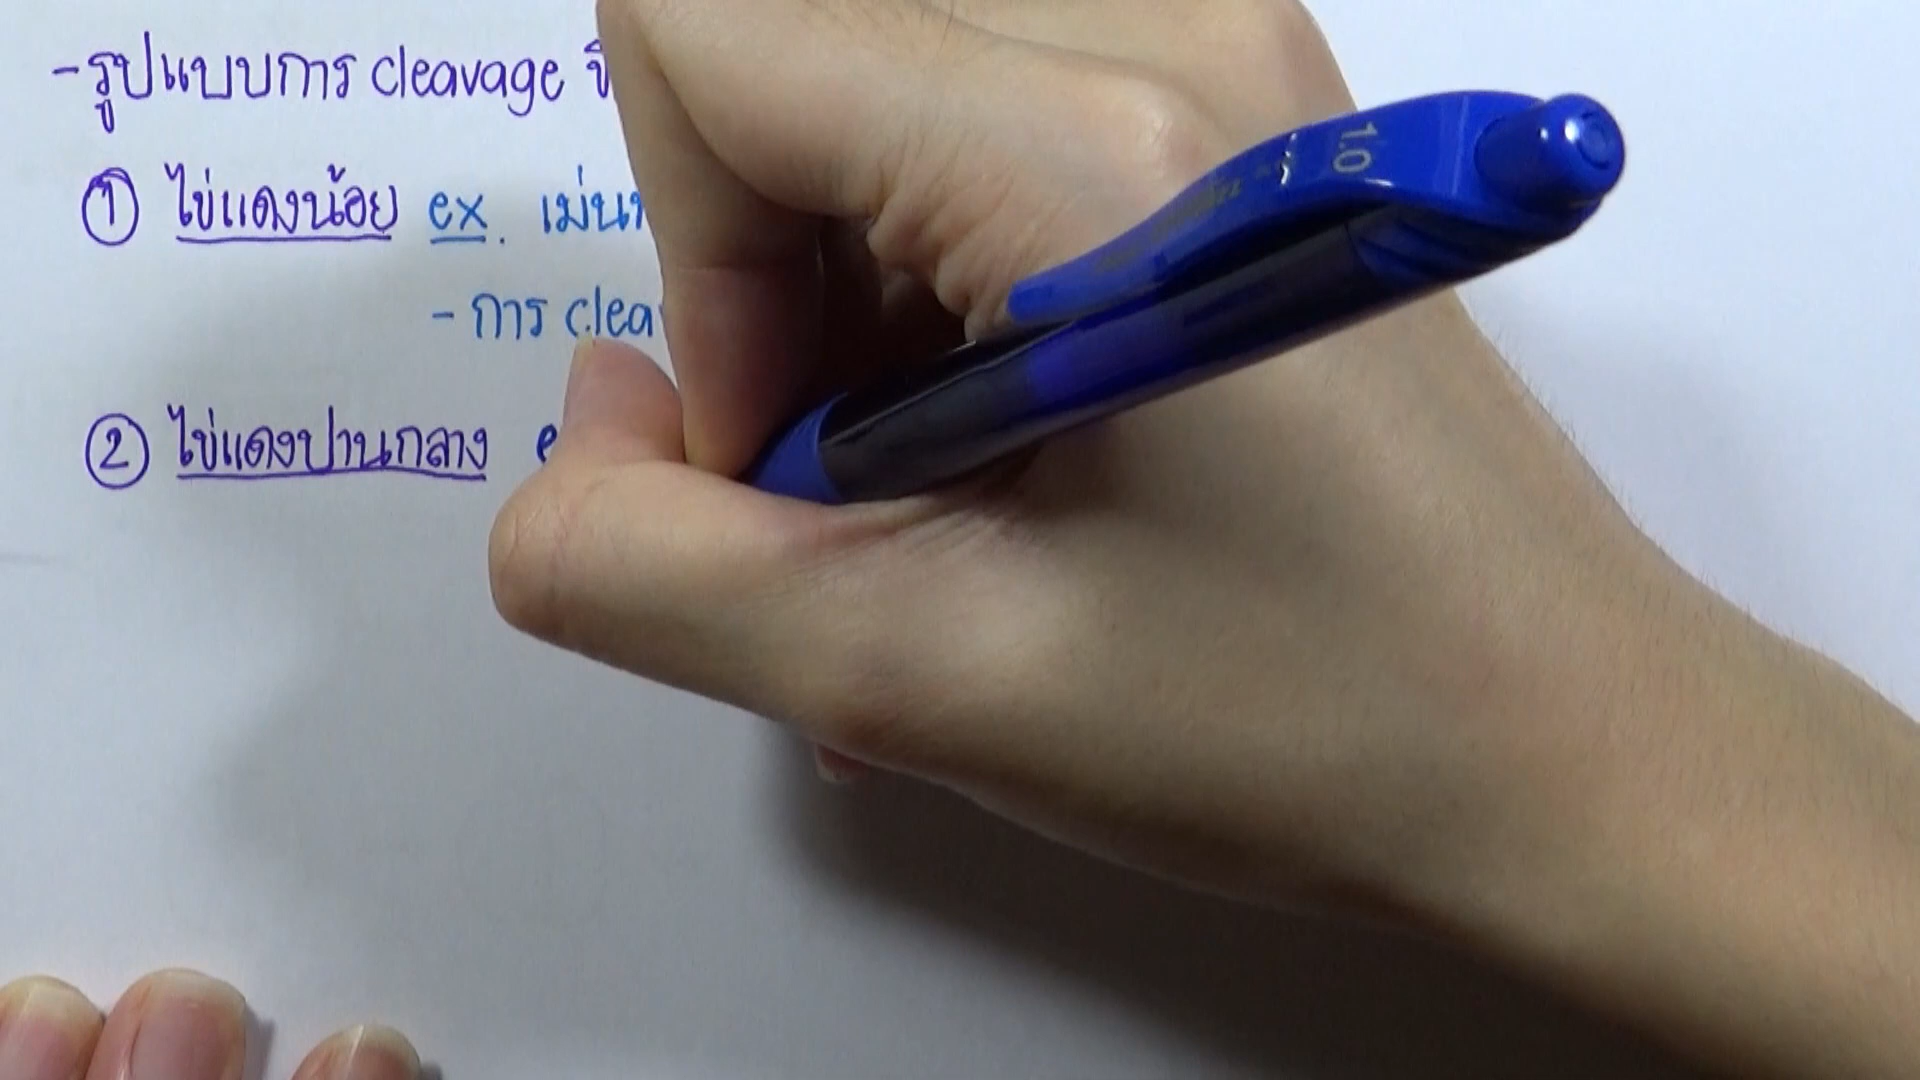 - รูปแบบการ cleavage
① ไข่แดงน้อย ex. เม่น
- การ clea
② ไข่แดงปานกลาง e
1.0